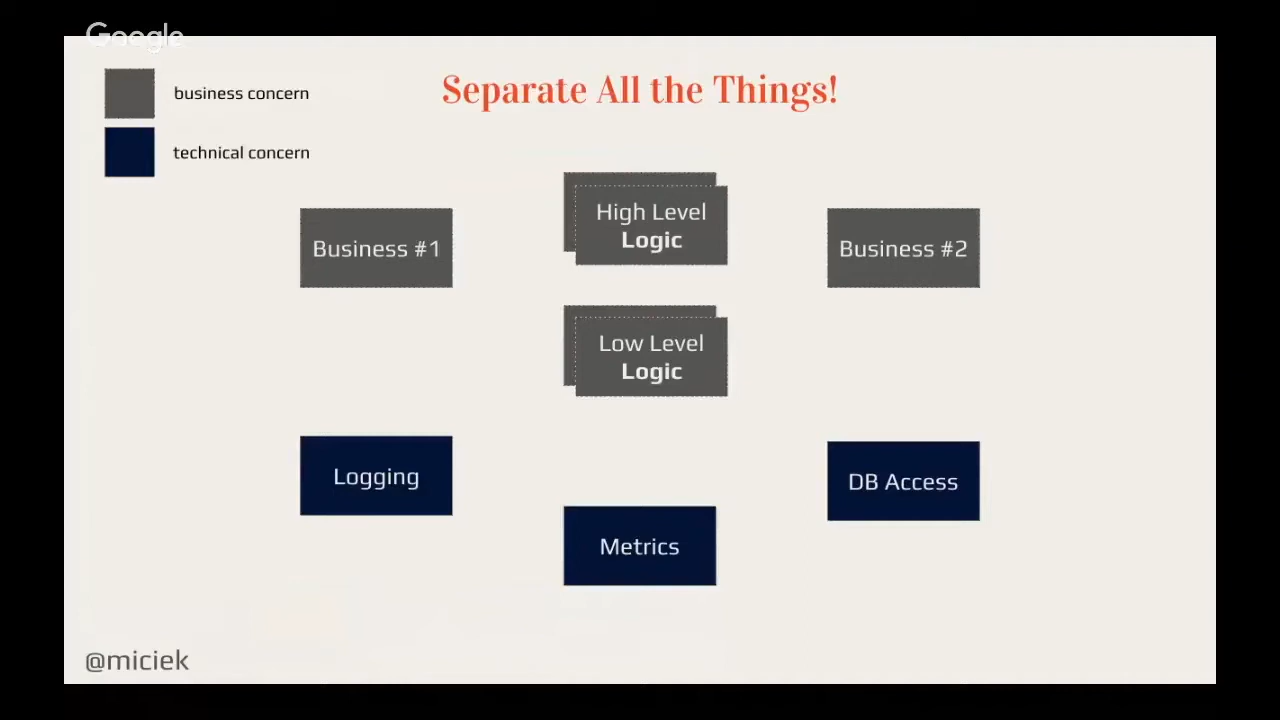 Google
business concern
Separate All the Things!
technical concern
High Level
Logic
Business #1
Business #2
Low Level
Logic
Logging
DB Access
Metrics
@miciek